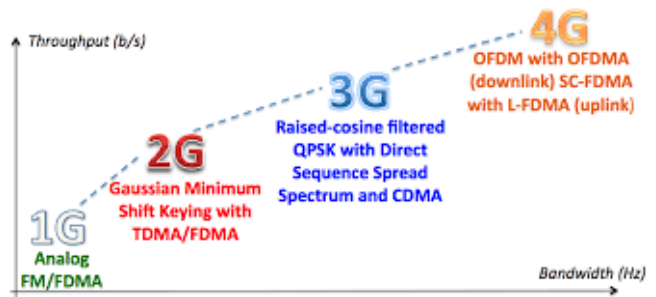 Throughput (b/s)
4G
OFDM with OFDMA
(downlink) SC-FDMA
with L-FDMA (uplink)
3G
Raised-cosine filtered
QPSK with Direct
Sequence Spread
Spectrum and CDMA
2G
Gaussian Minimum
Shift Keying with
TDMA/FDMA
1G
Analog
FM/FDMA
Bandwidth (Hz)